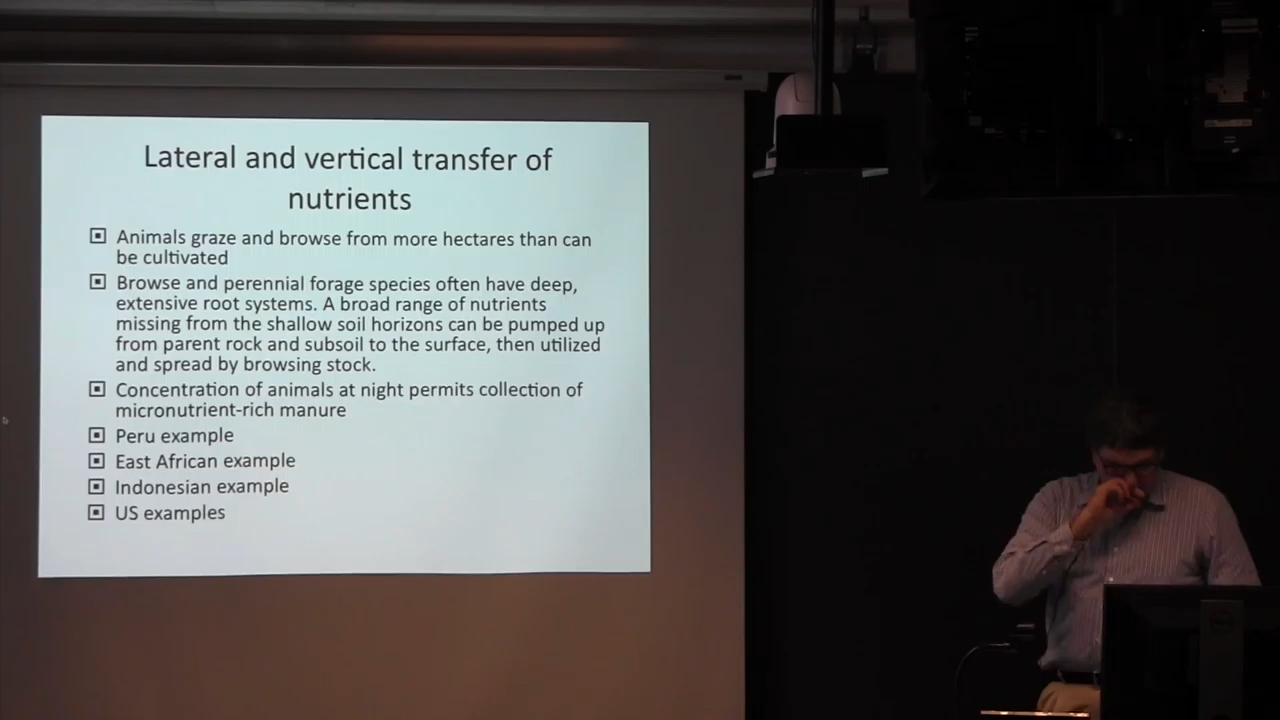 Lateral and vertical transfer of
nutrients
Animals graze and browse from more hectares than can
be cultivated
Browse and perennial forage species often have deep,
extensive root systems. A broad range of nutrients
missing from the shallow soil horizons can be pumped up
from parent rock and subsoil to the surface, then utilized
and spread by browsing stock.
Concentration of animals at night permits collection of
micronutrient-rich manure
Peru example
East African example
Indonesian example
US examples